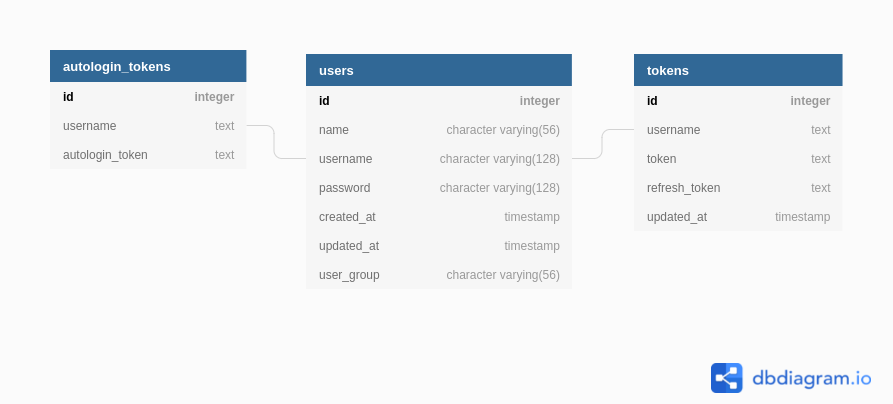 autologin_tokens
id integer
username text
autologin_token text
users
id integer
name character varying(56)
username character varying(128)
password character varying(128)
created_at timestamp
updated_at timestamp
user_group character varying(56)
tokens
id integer
username text
token text
refresh_token text
updated_at timestamp
dbdiagram.io